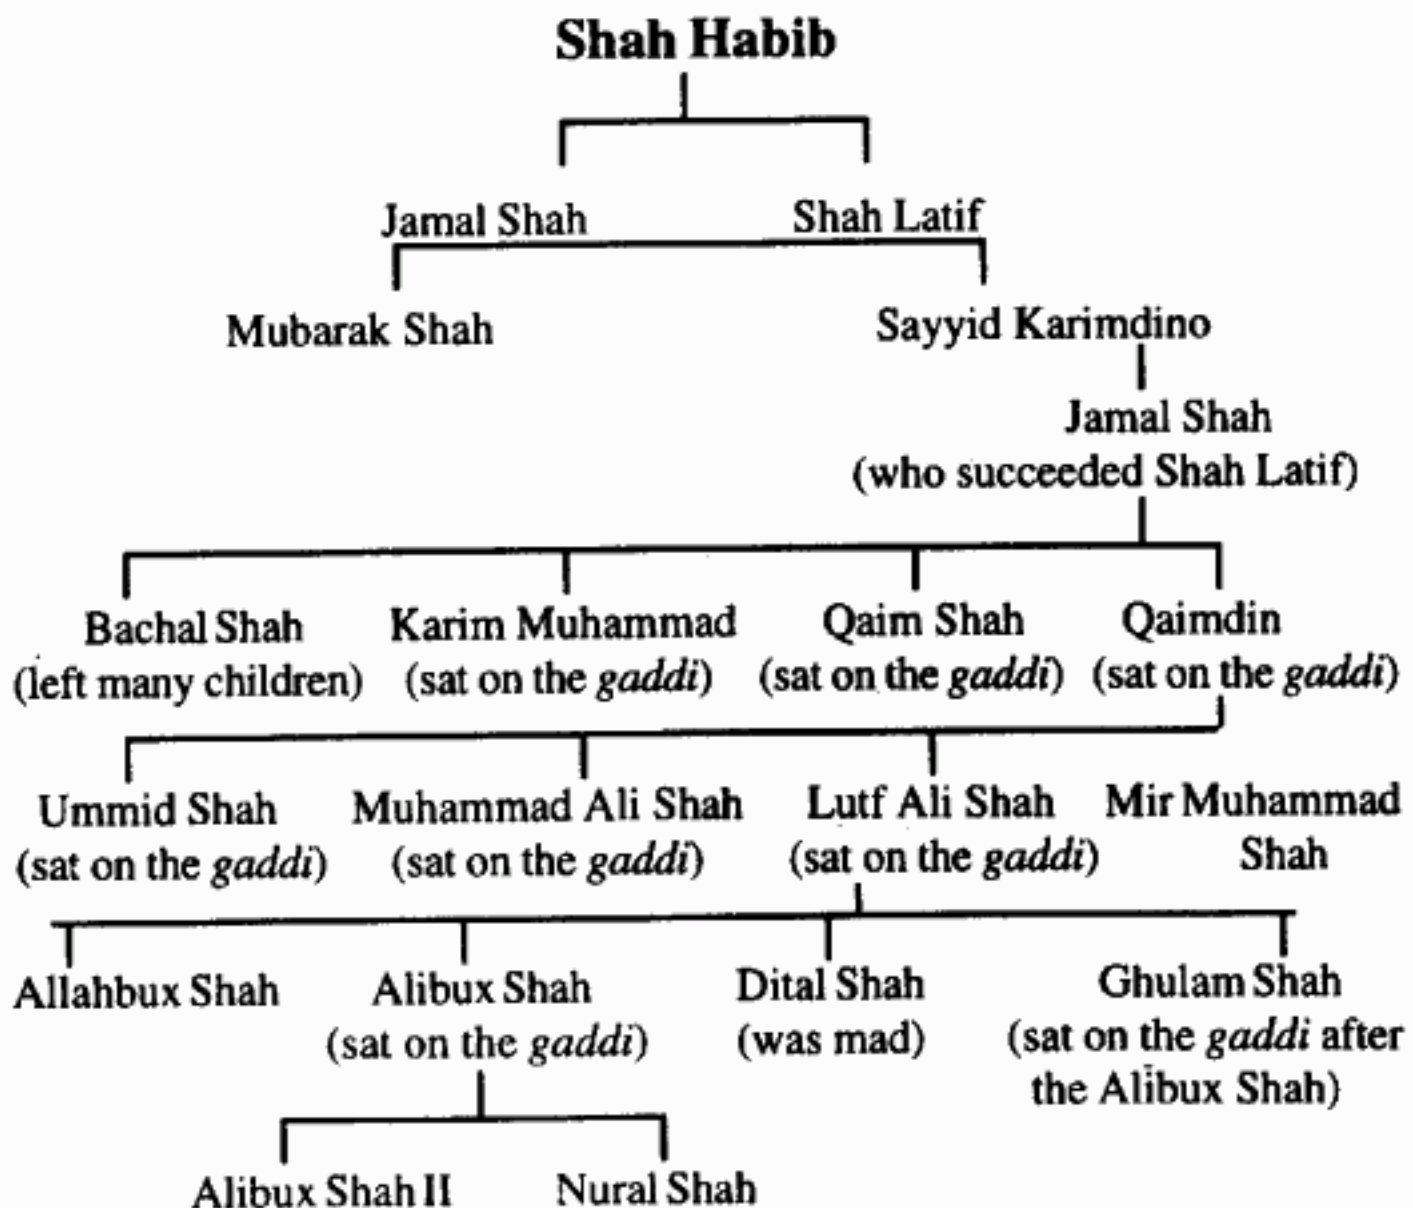 Shah Habib
Jamal Shah Shah Latif
Mubarak Shah Sayyid Karimdino
Jamal Shah
(who succeeded Shah Latif)
Bachal Shah Karim Muhammad Qaim Shah Qaimdin
(left many children) (sat on the gaddi) (sat on the gaddi) (sat on the gaddi)
Ummid Shah Muhammad Ali Shah Lutf Ali Shah Mir Muhammad
(sat on the gaddi) (sat on the gaddi) (sat on the gaddi) Shah
Allahbux Shah Alibux Shah Dital Shah Ghulam Shah
(sat on the gaddi) (was mad) (sat on the gaddi after
the Alibux Shah)
Alibux Shah II Nural Shah